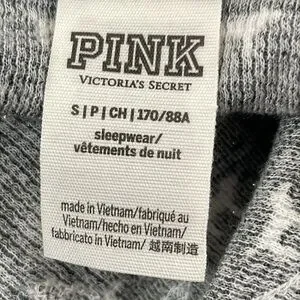 PINK
VICTORIA'S SECRET
S | P | CH | 170/88A
sleepwear/
vêtements de nuit
made in Vietnam/fabriqué au
Vietnam/hecho en Vietnam/
fabbricato in Vietnam/ 越南制造